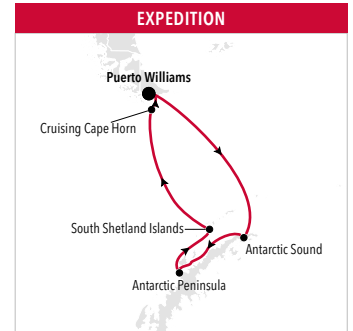 EXPEDITION
Puerto Williams
Cruising Cape Horn
South Shetland Islands
Antarctic Sound
Antarctic Peninsula